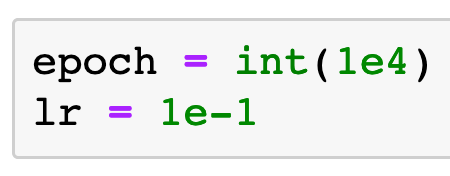 epoch = int(1e4)
lr = 1e-1